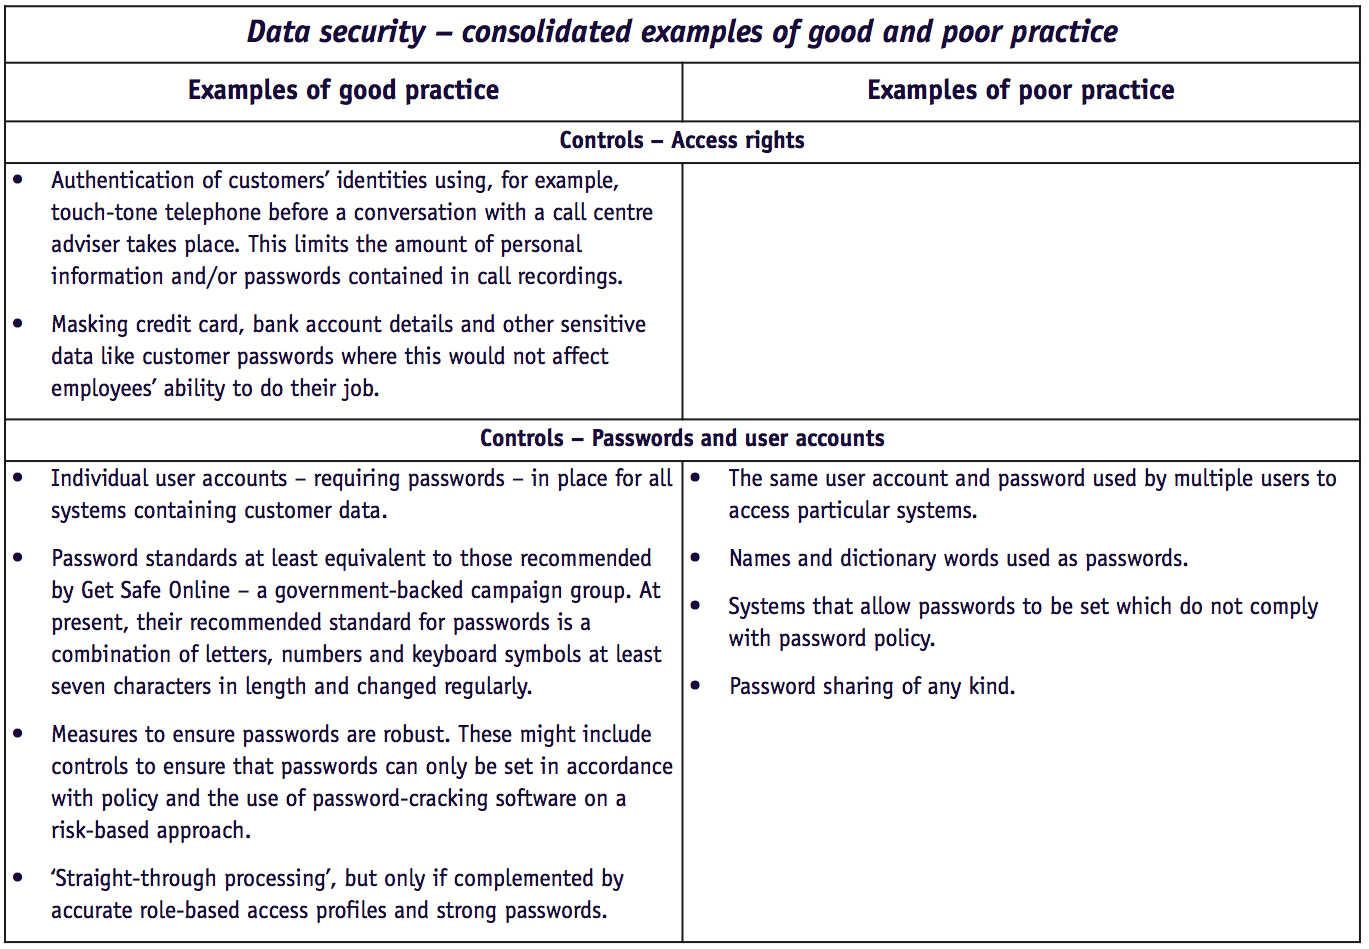 Data security – consolidated examples of good and poor practice
Examples of good practice
Examples of poor practice
Controls – Access rights
• Authentication of customers’ identities using, for example,
touch-tone telephone before a conversation with a call centre
adviser takes place. This limits the amount of personal
information and/or passwords contained in call recordings.
• Masking credit card, bank account details and other sensitive
data like customer passwords where this would not affect
employees’ ability to do their job.
Controls – Passwords and user accounts
• Individual user accounts – requiring passwords – in place for all
systems containing customer data.
• Password standards at least equivalent to those recommended
by Get Safe Online – a government-backed campaign group. At
present, their recommended standard for passwords is a
combination of letters, numbers and keyboard symbols at least
seven characters in length and changed regularly.
• Measures to ensure passwords are robust. These might include
controls to ensure that passwords can only be set in accordance
with policy and the use of password-cracking software on a
risk-based approach.
• ‘Straight-through processing’, but only if complemented by
accurate role-based access profiles and strong passwords.
• The same user account and password used by multiple users to
access particular systems.
• Names and dictionary words used as passwords.
• Systems that allow passwords to be set which do not comply
with password policy.
• Password sharing of any kind.